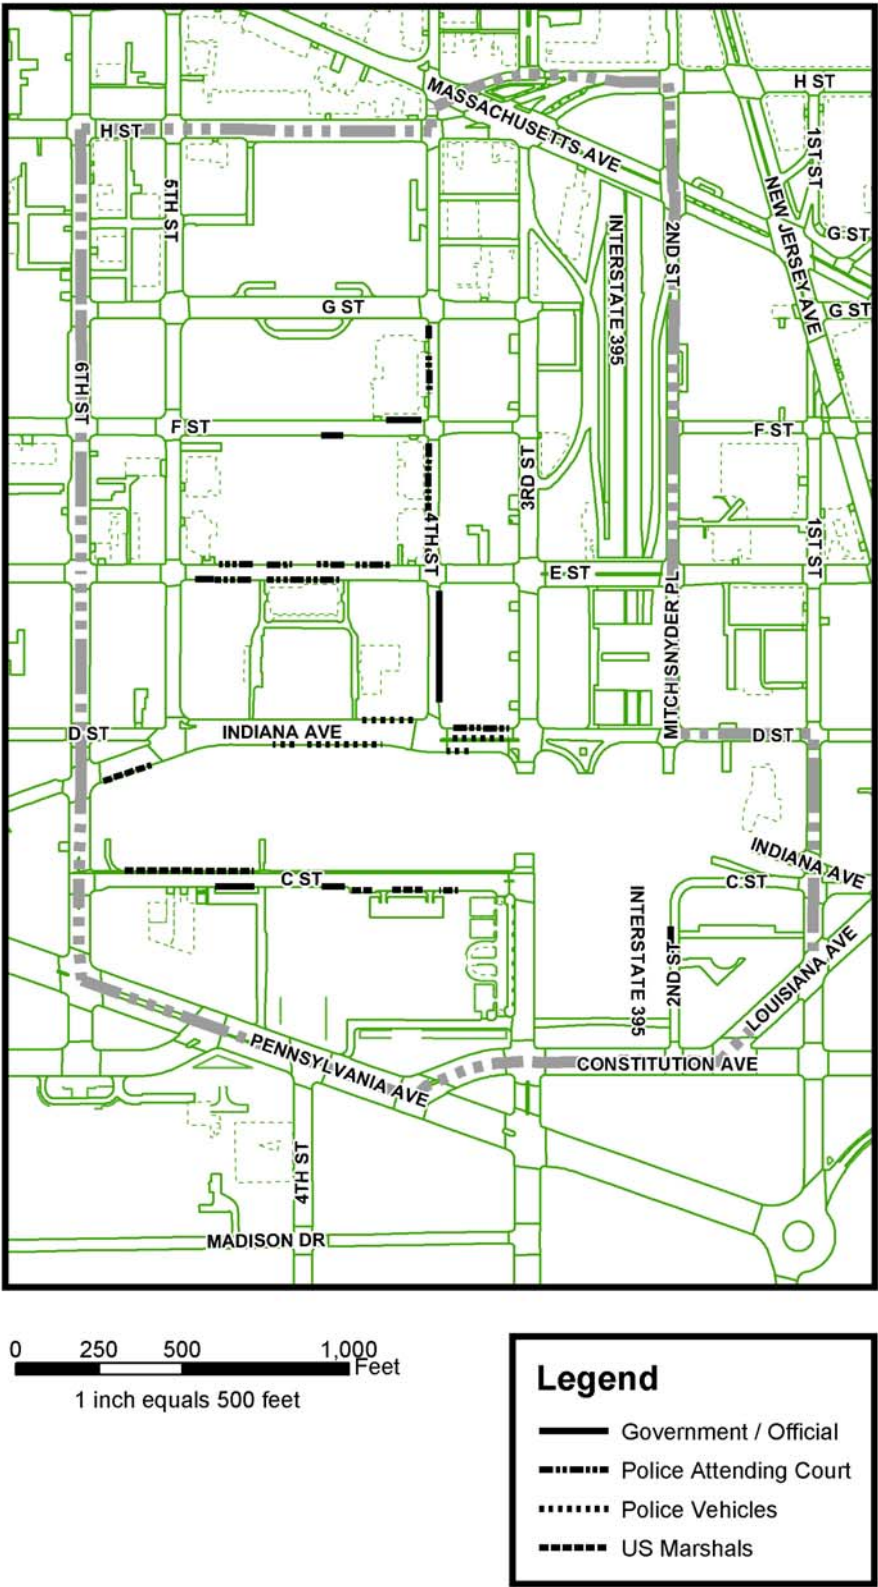 H ST
MASSACHUSETTS AVE
H ST
1ST ST
5TH ST
NEW JERSEY AVE
INTERSTATE 395
2ND ST
G ST
G ST
G ST
6TH ST
F ST
F ST
3RD ST
4TH ST
1ST ST
E ST
MITCH SNYDER PL
D ST
INDIANA AVE
D ST
INDIANA AVE
C ST
C ST
INTERSTATE 395
2ND ST
LOUISIANA AVE
PENNSYLVANIA AVE
CONSTITUTION AVE
4TH ST
MADISON DR
0 250 500 1,000
Feet
1 inch equals 500 feet
Legend
Government / Official
Police Attending Court
Police Vehicles
US Marshals